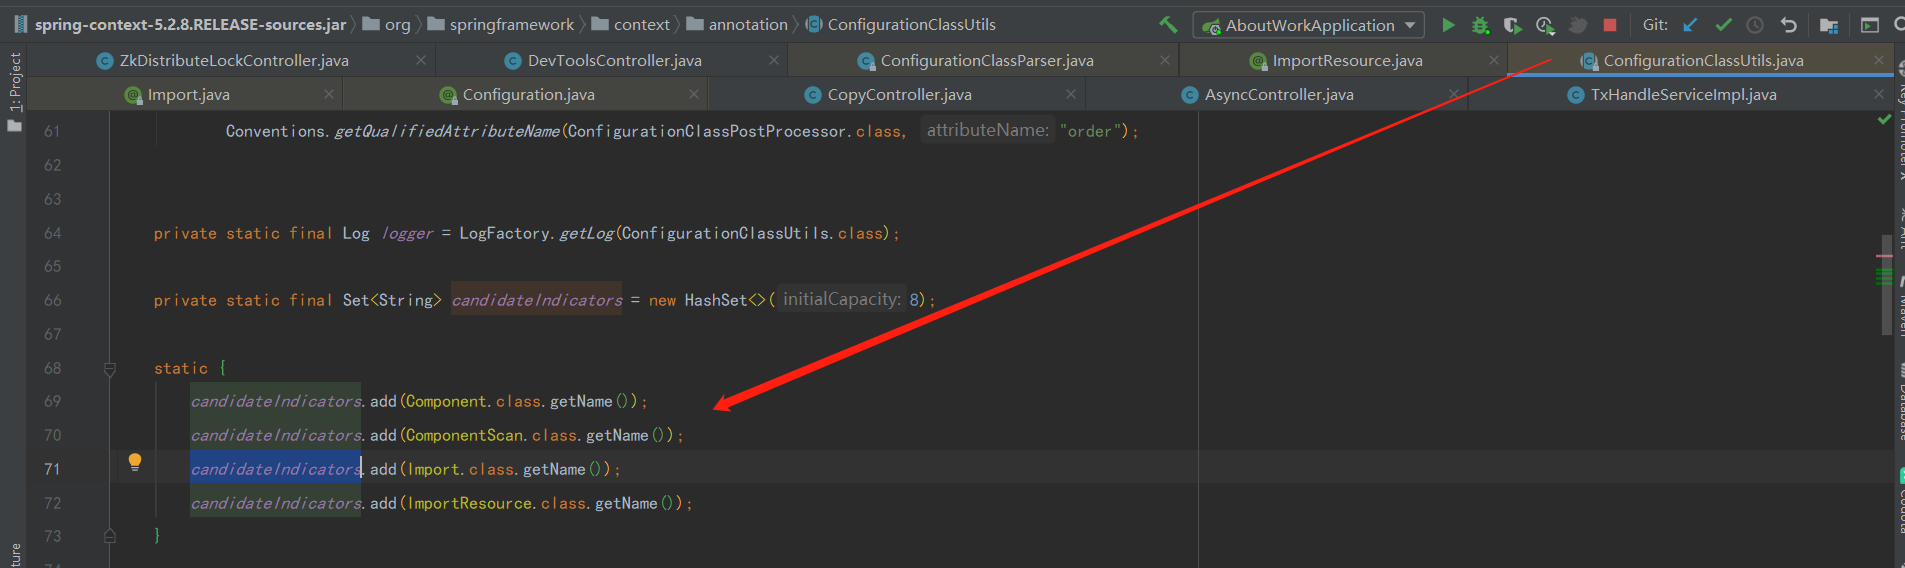 spring-context-5.2.8.RELEASE-sources.jar org springframework context annotation ConfigurationClassUtils AboutWorkApplication Git:
ZkDistributeLockController.java DevToolsController.java ConfigurationClassParser.java ImportResource.java ConfigurationClassUtils.java
Import.java Configuration.java CopyController.java AsyncController.java TxHandleServiceImpl.java
1: Project
61 Conventions.getQualifiedAttributeName(ConfigurationClassPostProcessor.class, attributeName: "order");
62
63
64 private static final Log logger = LogFactory.getLog(ConfigurationClassUtils.class);
65
66 private static final Set<String> candidateIndicators = new HashSet<>( initialCapacity: 8);
67
68 static {
69 candidateIndicators.add(Component.class.getName());
70 candidateIndicators.add(ComponentScan.class.getName());
71 candidateIndicators.add(Import.class.getName());
72 candidateIndicators.add(ImportResource.class.getName());
73 }